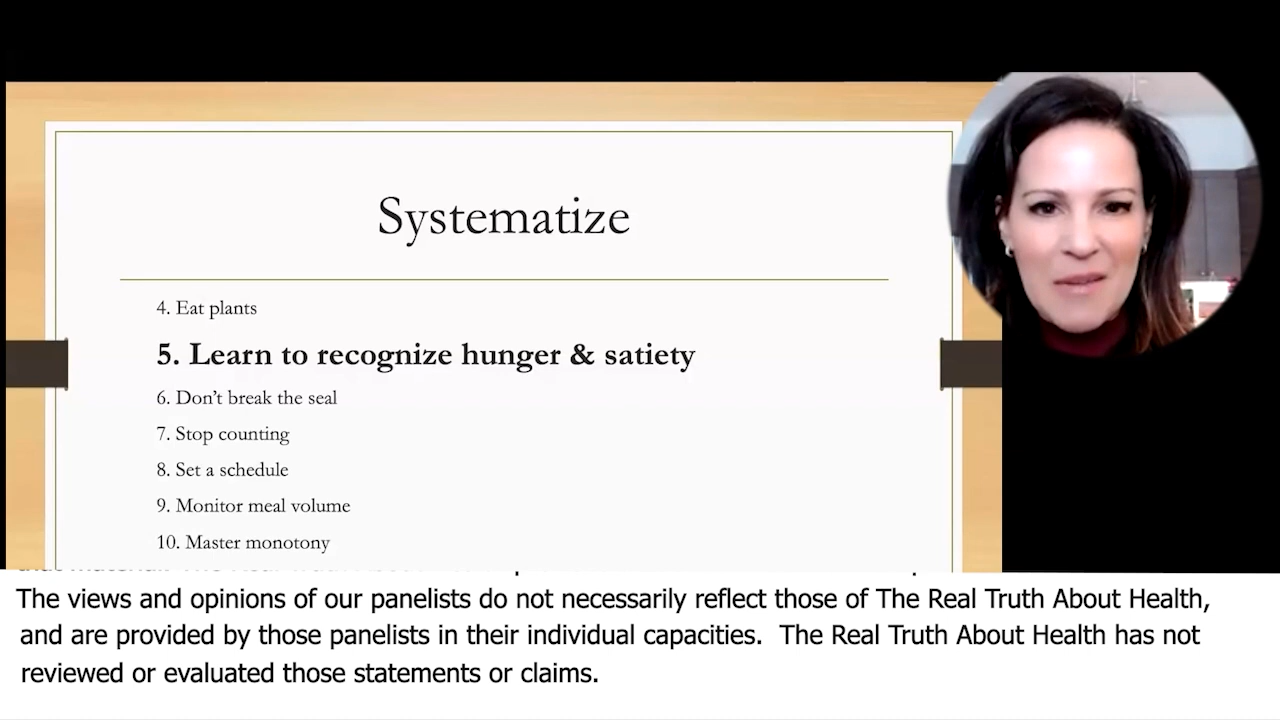 Systematize
4. Eat plants
5. Learn to recognize hunger & satiety
6. Don’t break the seal
7. Stop counting
8. Set a schedule
9. Monitor meal volume
10. Master monotony
The views and opinions of our panelists do not necessarily reflect those of The Real Truth About Health,
and are provided by those panelists in their individual capacities. The Real Truth About Health has not
reviewed or evaluated those statements or claims.